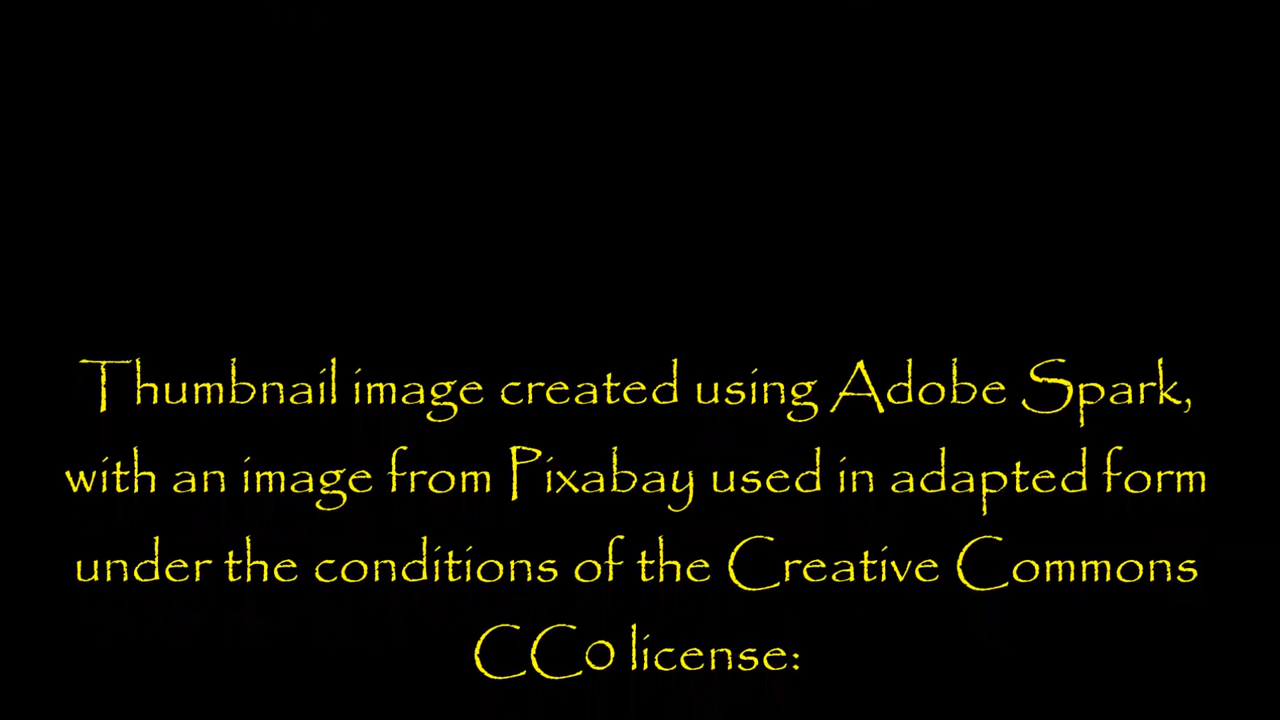 Thumbnail image created using Adobe Spark,
with an image from Pixabay used in adapted form
under the conditions of the Creative Commons
CC0 license: